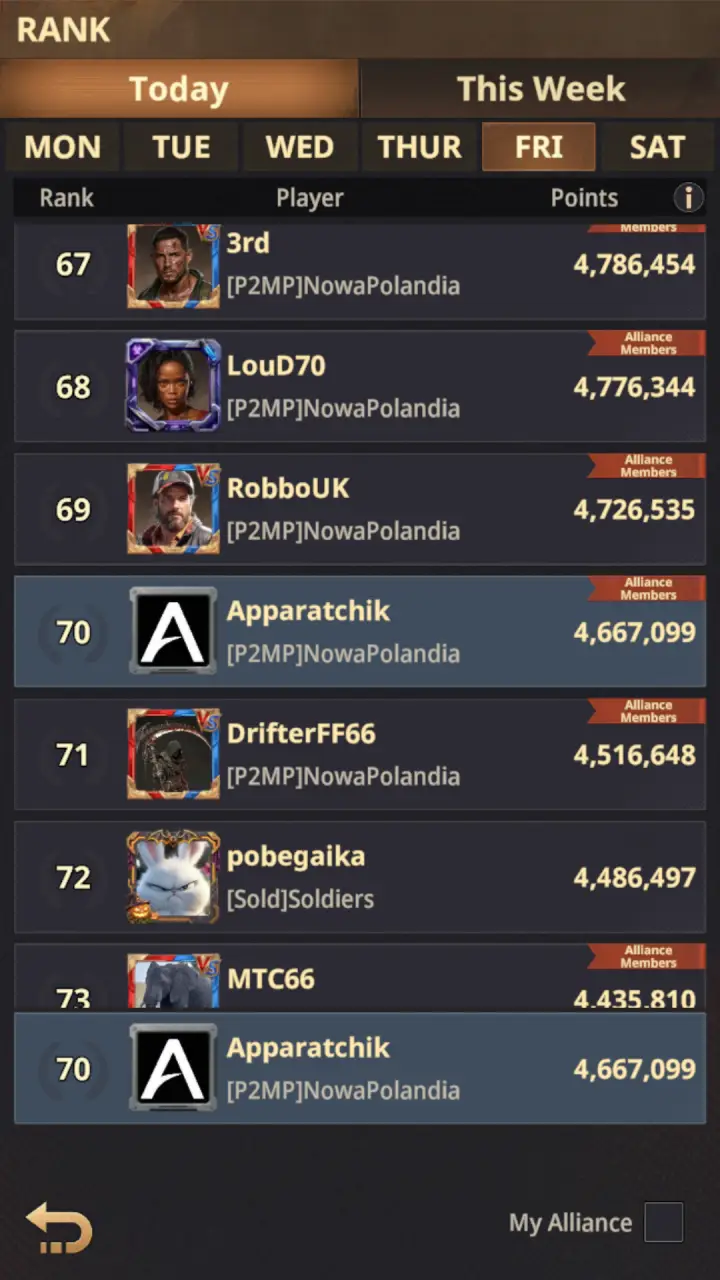 RANK
Today
This Week
MON
TUE
WED
THUR
FRI
SAT
Rank
Player
Points
Members
67
3rd
[P2MP]NowaPolandia
4,786,454
Alliance
Members
68
LouD70
[P2MP]NowaPolandia
4,776,344
Alliance
Members
69
RobboUK
[P2MP]NowaPolandia
4,726,535
Alliance
Members
70
Apparatchik
[P2MP]NowaPolandia
4,667,099
Alliance
Members
71
DrifterFF66
[P2MP]NowaPolandia
4,516,648
72
pobegaika
[Sold]Soldiers
4,486,497
Alliance
Members
73
MTC66
4,435,810
70
Apparatchik
[P2MP]NowaPolandia
4,667,099
My Alliance